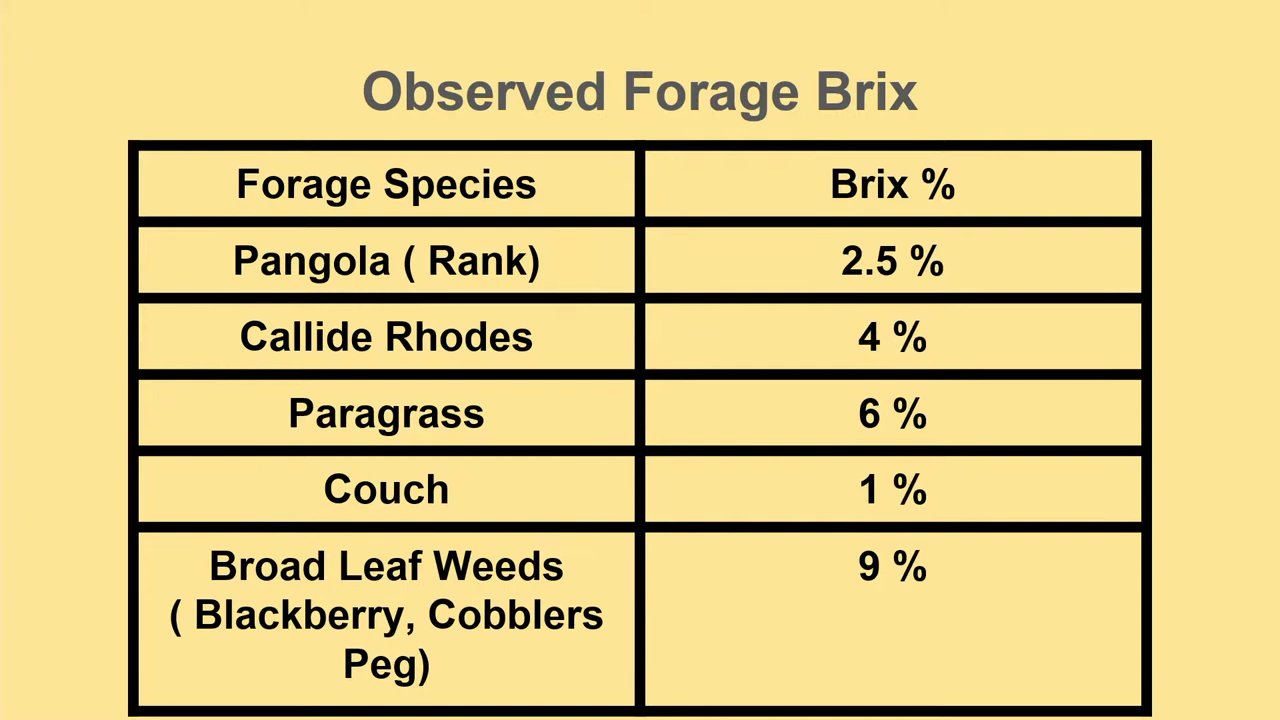 Observed Forage Brix
Forage Species Brix %
Pangola ( Rank) 2.5 %
Callide Rhodes 4 %
Paragrass 6 %
Couch 1 %
Broad Leaf Weeds 9 %
( Blackberry, Cobblers
Peg)